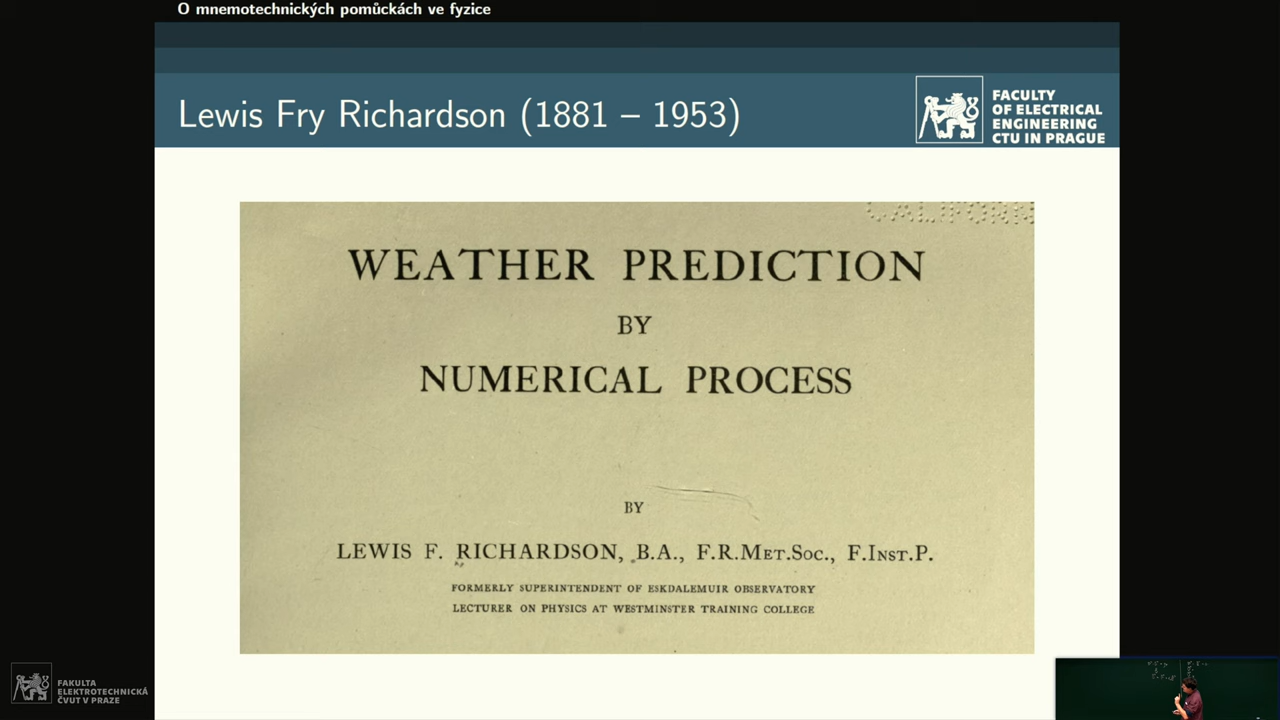 O mnemotechnických pomůckách ve fyzice
Lewis Fry Richardson (1881 – 1953)
FACULTY
OF ELECTRICAL
ENGINEERING
CTU IN PRAGUE
WEATHER PREDICTION
BY
NUMERICAL PROCESS
BY
LEWIS F. RICHARDSON, B.A., F.R.MET.SOC., F.INST.P.
FORMERLY SUPERINTENDENT OF ESKDALEMUIR OBSERVATORY
LECTURER ON PHYSICS AT WESTMINSTER TRAINING COLLEGE
FAKULTA
ELEKTROTECHNICKÁ
ČVUT V PRAZE